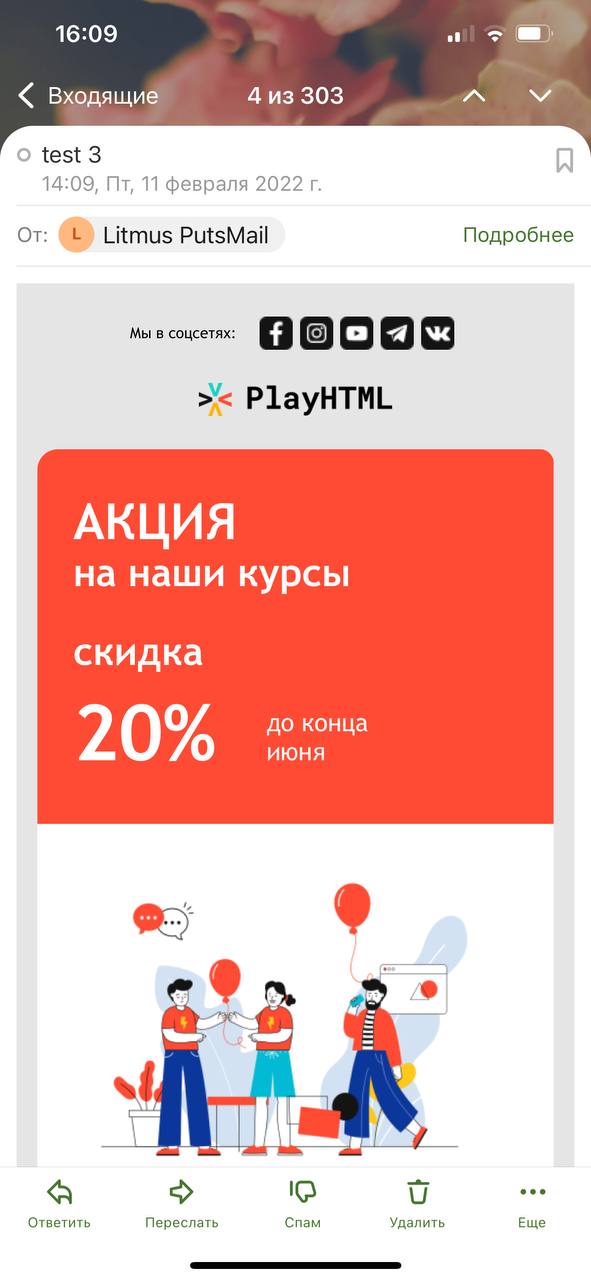 16:09
Входящие
4 из 303
test 3
14:09, Пт, 11 февраля 2022 г.
От: L Litmus PutsMail
Подробнее
Мы в соцсетях:
PlayHTML
АКЦИЯ
на наши курсы
скидка
20%
до конца
июня
Ответить
Переслать
Спам
Удалить
Еще